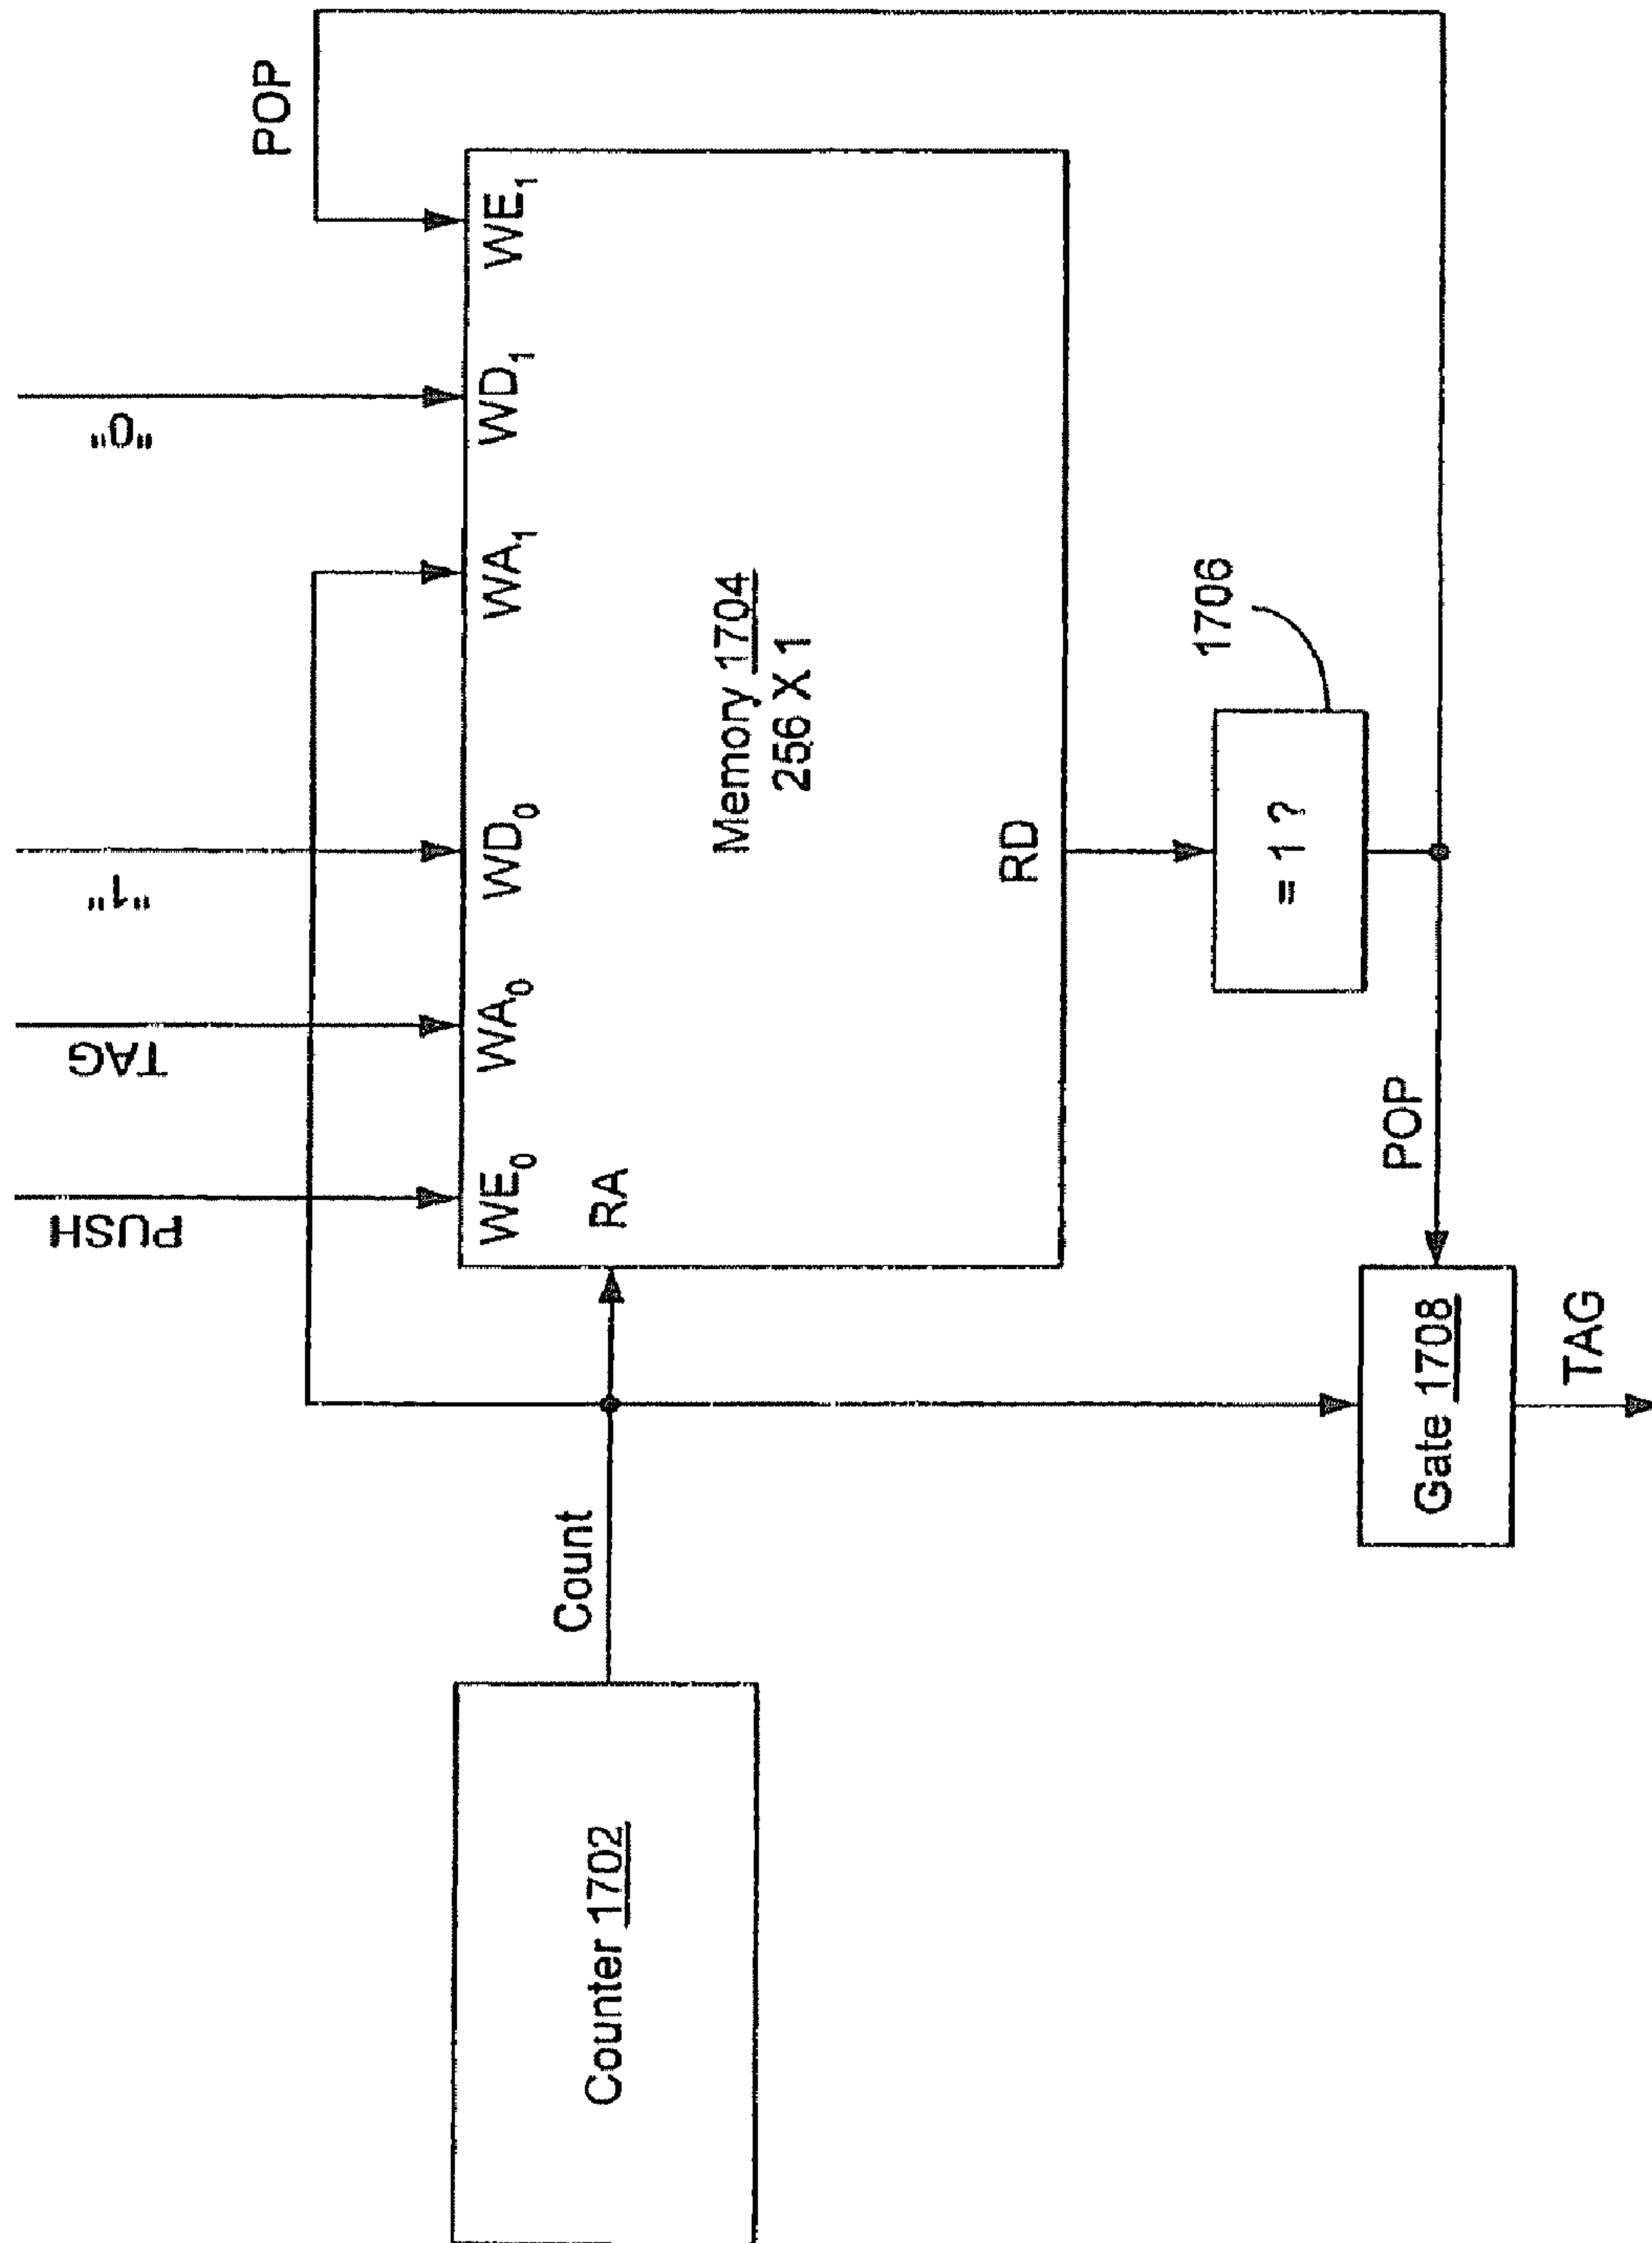 POP
PUSH
TAG
"1"
"0"
WE0
WA0
WD0
WA1
WD1
WE1
RA
Memory 1704
256 X 1
RD
Counter 1702
Count
= 1 ?
1706
POP
Gate 1708
TAG